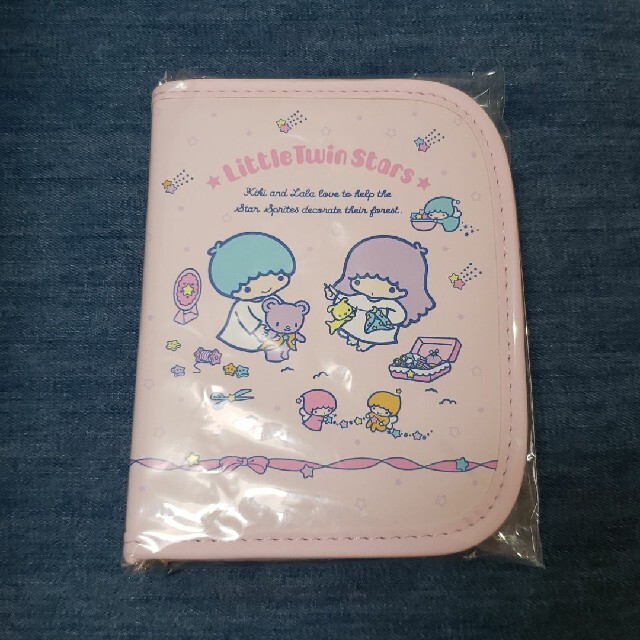 Little Twin Stars
Kiki and Lala love to help the
Star Sprites decorate their forest.